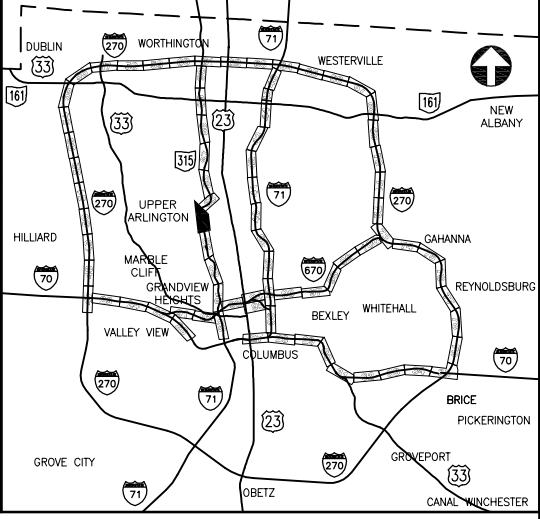 DUBLIN
33
270
WORTHINGTON
71
WESTERVILLE
161
33
23
161
NEW
ALBANY
315
270
UPPER
ARLINGTON
71
270
HILLIARD
GAHANNA
70
MARBLE
CLIFF
670
GRANDVIEW
HEIGHTS
REYNOLDSBURG
BEXLEY
WHITEHALL
VALLEY VIEW
COLUMBUS
70
270
71
23
BRICE
PICKERINGTON
GROVE CITY
270
GROVEPORT
33
71
OBETZ
CANAL WINCHESTER